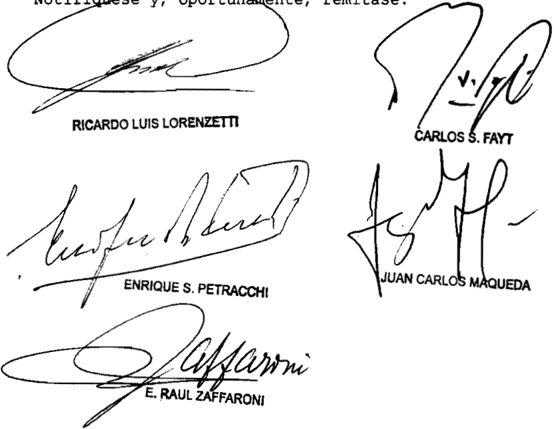 Notifíquese y, oportunamente, remítase.
RICARDO LUIS LORENZETTI
CARLOS S. FAYT
ENRIQUE S. PETRACCHI
JUAN CARLOS MAQUEDA
Zaffaroni
E. RAUL ZAFFARONI